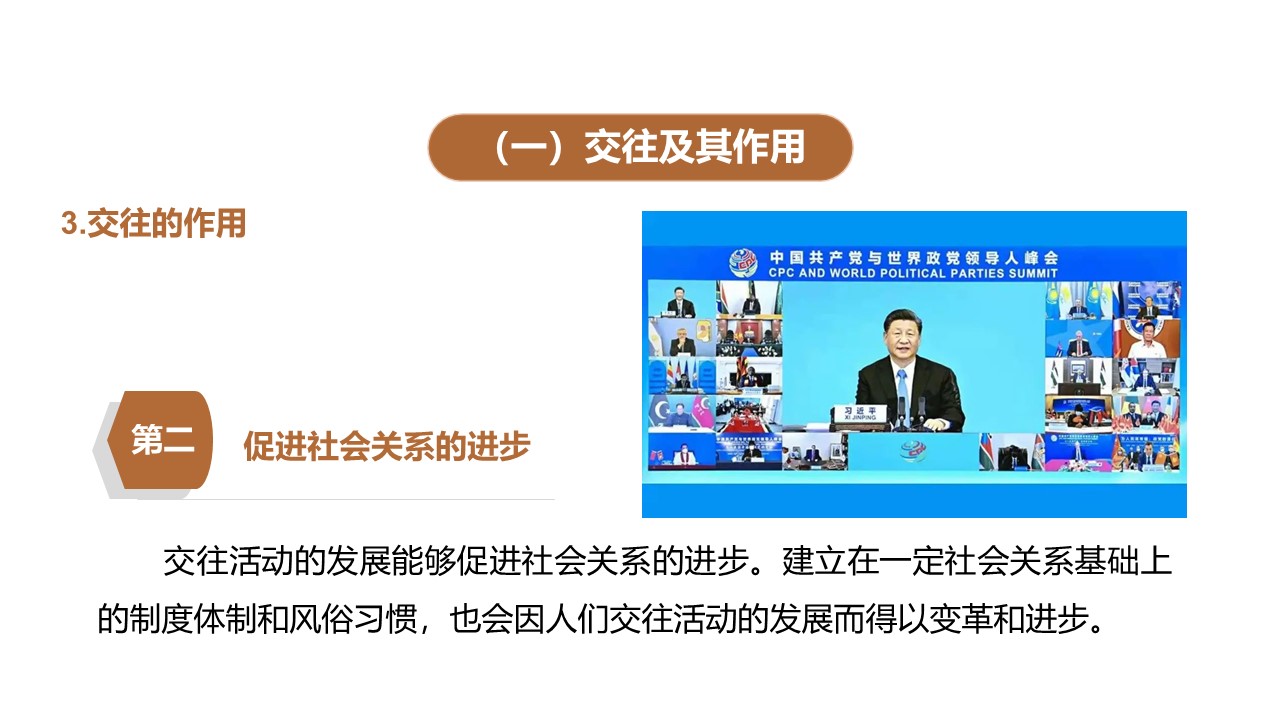 （一）交往及其作用
3.交往的作用
中国共产党与世界政党领导人峰会
CPC AND WORLD POLITICAL PARTIES SUMMIT
习近平
XI JINPING
第二
促进社会关系的进步
交往活动的发展能够促进社会关系的进步。建立在一定社会关系基础上
的制度体制和风俗习惯，也会因人们交往活动的发展而得以变革和进步。